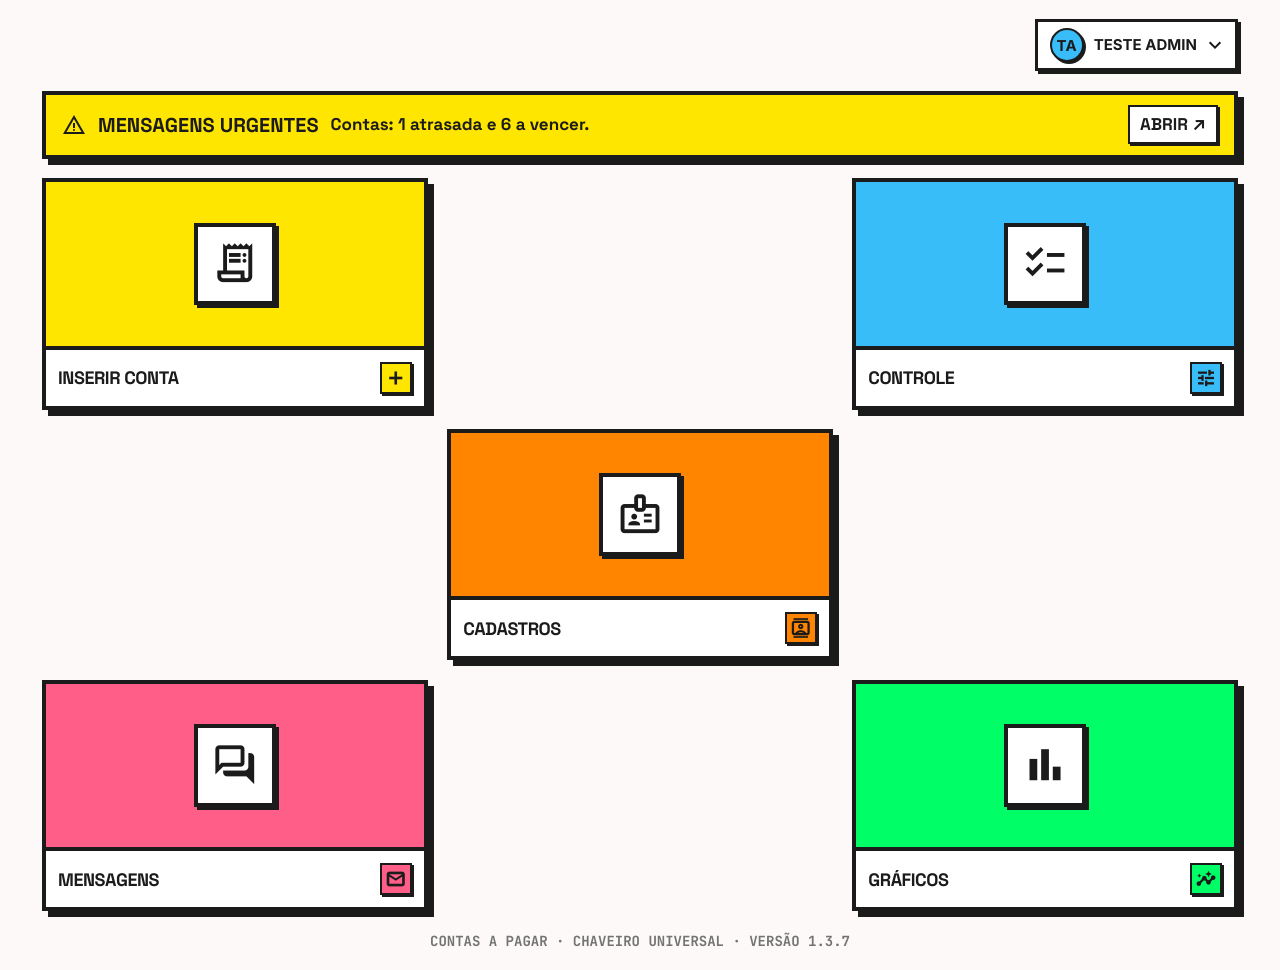 TA TESTE ADMIN
MENSAGENS URGENTES Contas: 1 atrasada e 6 a vencer. ABRIR
INSERIR CONTA
CONTROLE
CADASTROS
MENSAGENS
GRÁFICOS
CONTAS A PAGAR · CHAVEIRO UNIVERSAL · VERSÃO 1.3.7